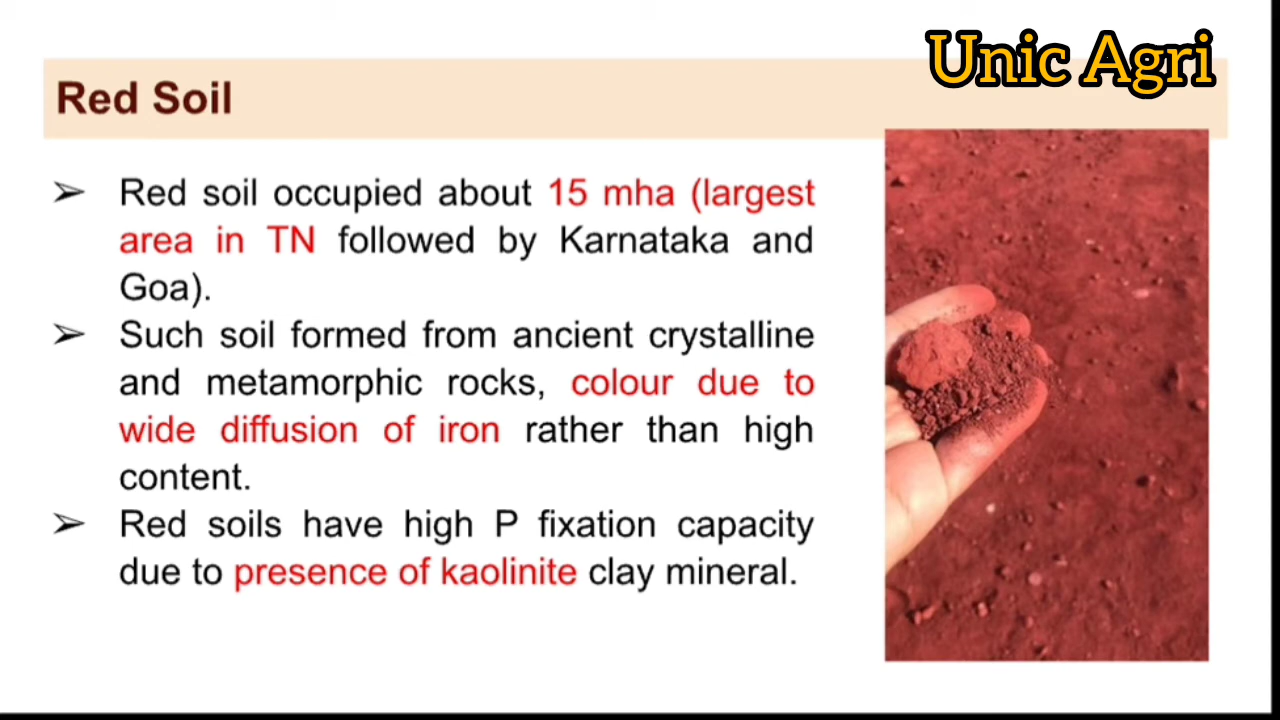 Unic Agri
Red Soil
➢ Red soil occupied about 15 mha (largest
area in TN followed by Karnataka and
Goa).
➢ Such soil formed from ancient crystalline
and metamorphic rocks, colour due to
wide diffusion of iron rather than high
content.
➢ Red soils have high P fixation capacity
due to presence of kaolinite clay mineral.